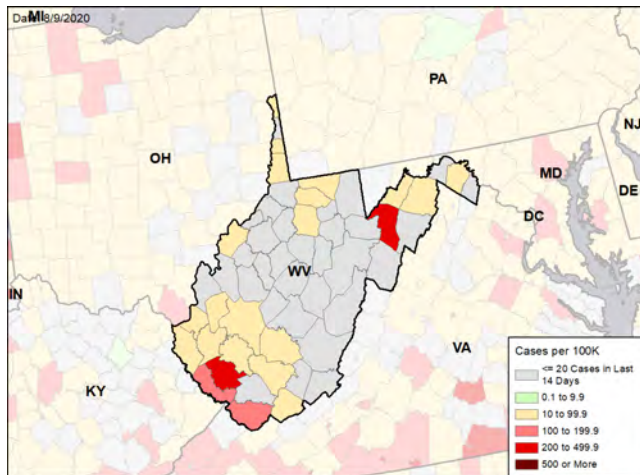 Date: 8/9/2020
MI
PA
OH
NJ
MD
DE
DC
IN
WV
VA
KY
Cases per 100K
<= 20 Cases in Last
14 Days
0.1 to 9.9
10 to 99.9
100 to 199.9
200 to 499.9
500 or More